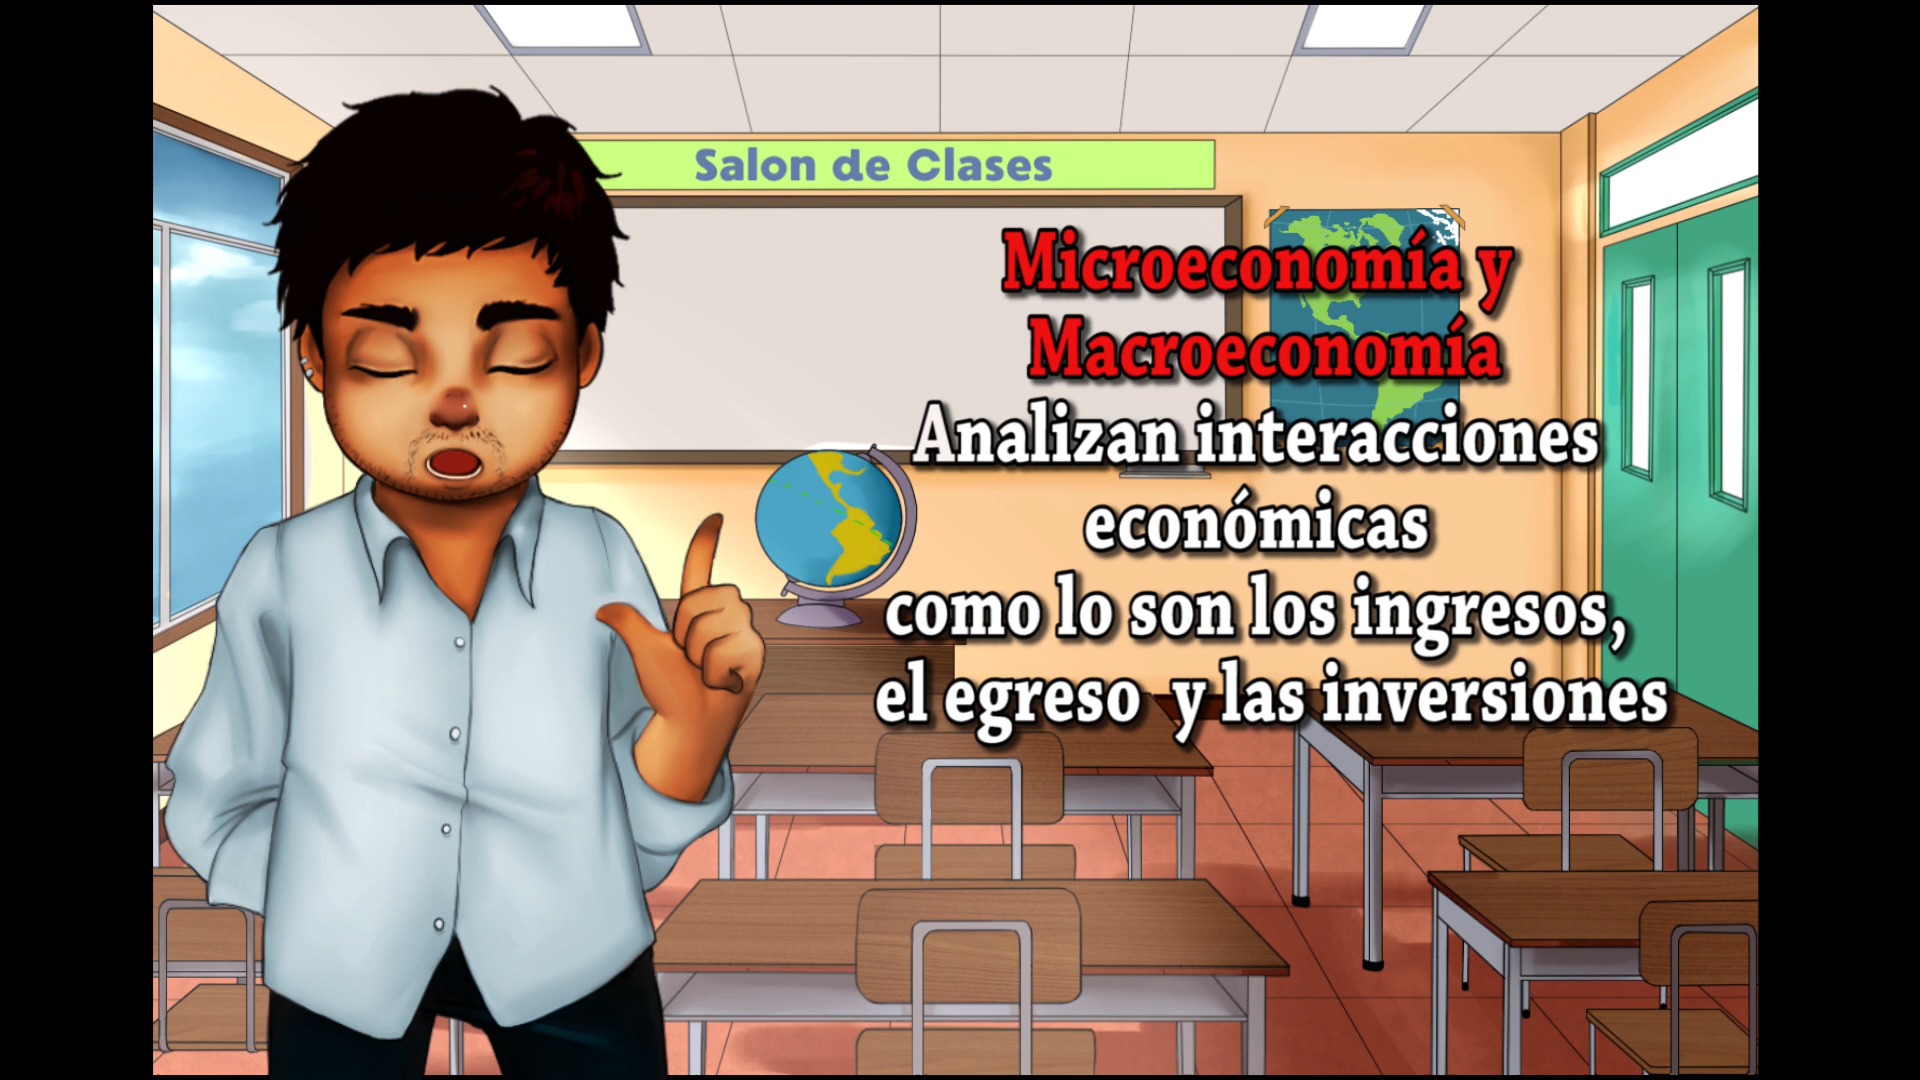 Salon de Clases
Microeconomía y
Macroeconomía
Analizan interacciones
económicas
como lo son los ingresos,
el egreso y las inversiones